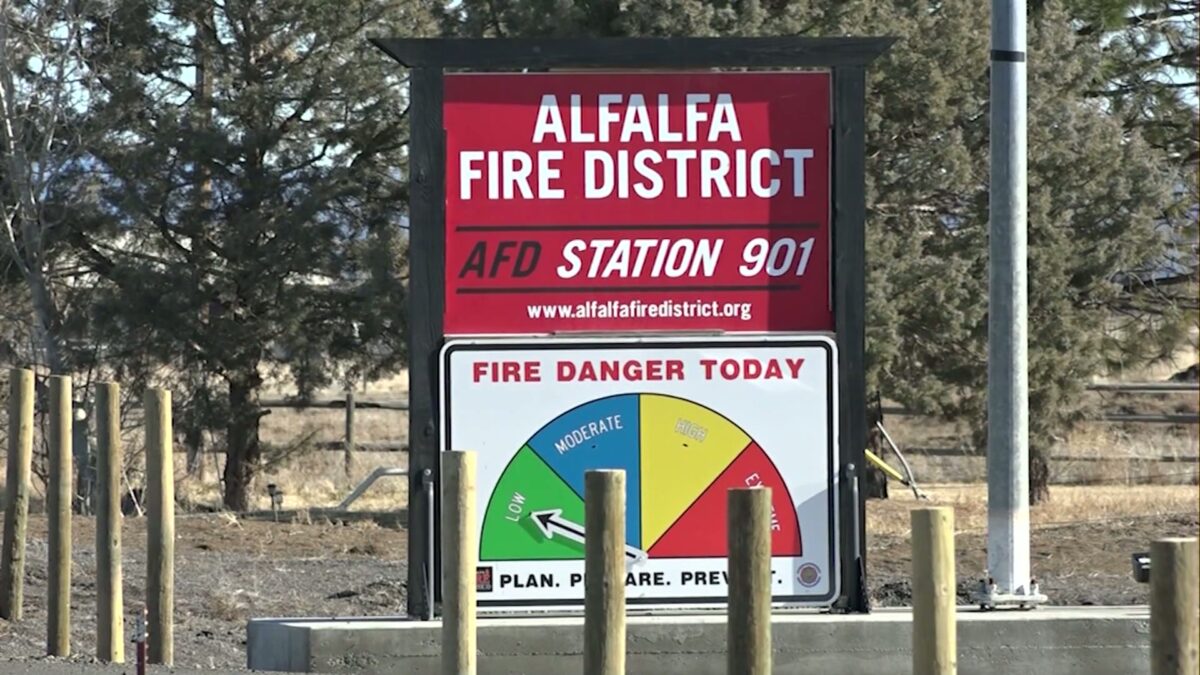 ALFALFA
FIRE DISTRICT
AFD STATION 901
www.alfalfafiredistrict.org
FIRE DANGER TODAY
LOW
MODERATE
HIGH
PLAN.